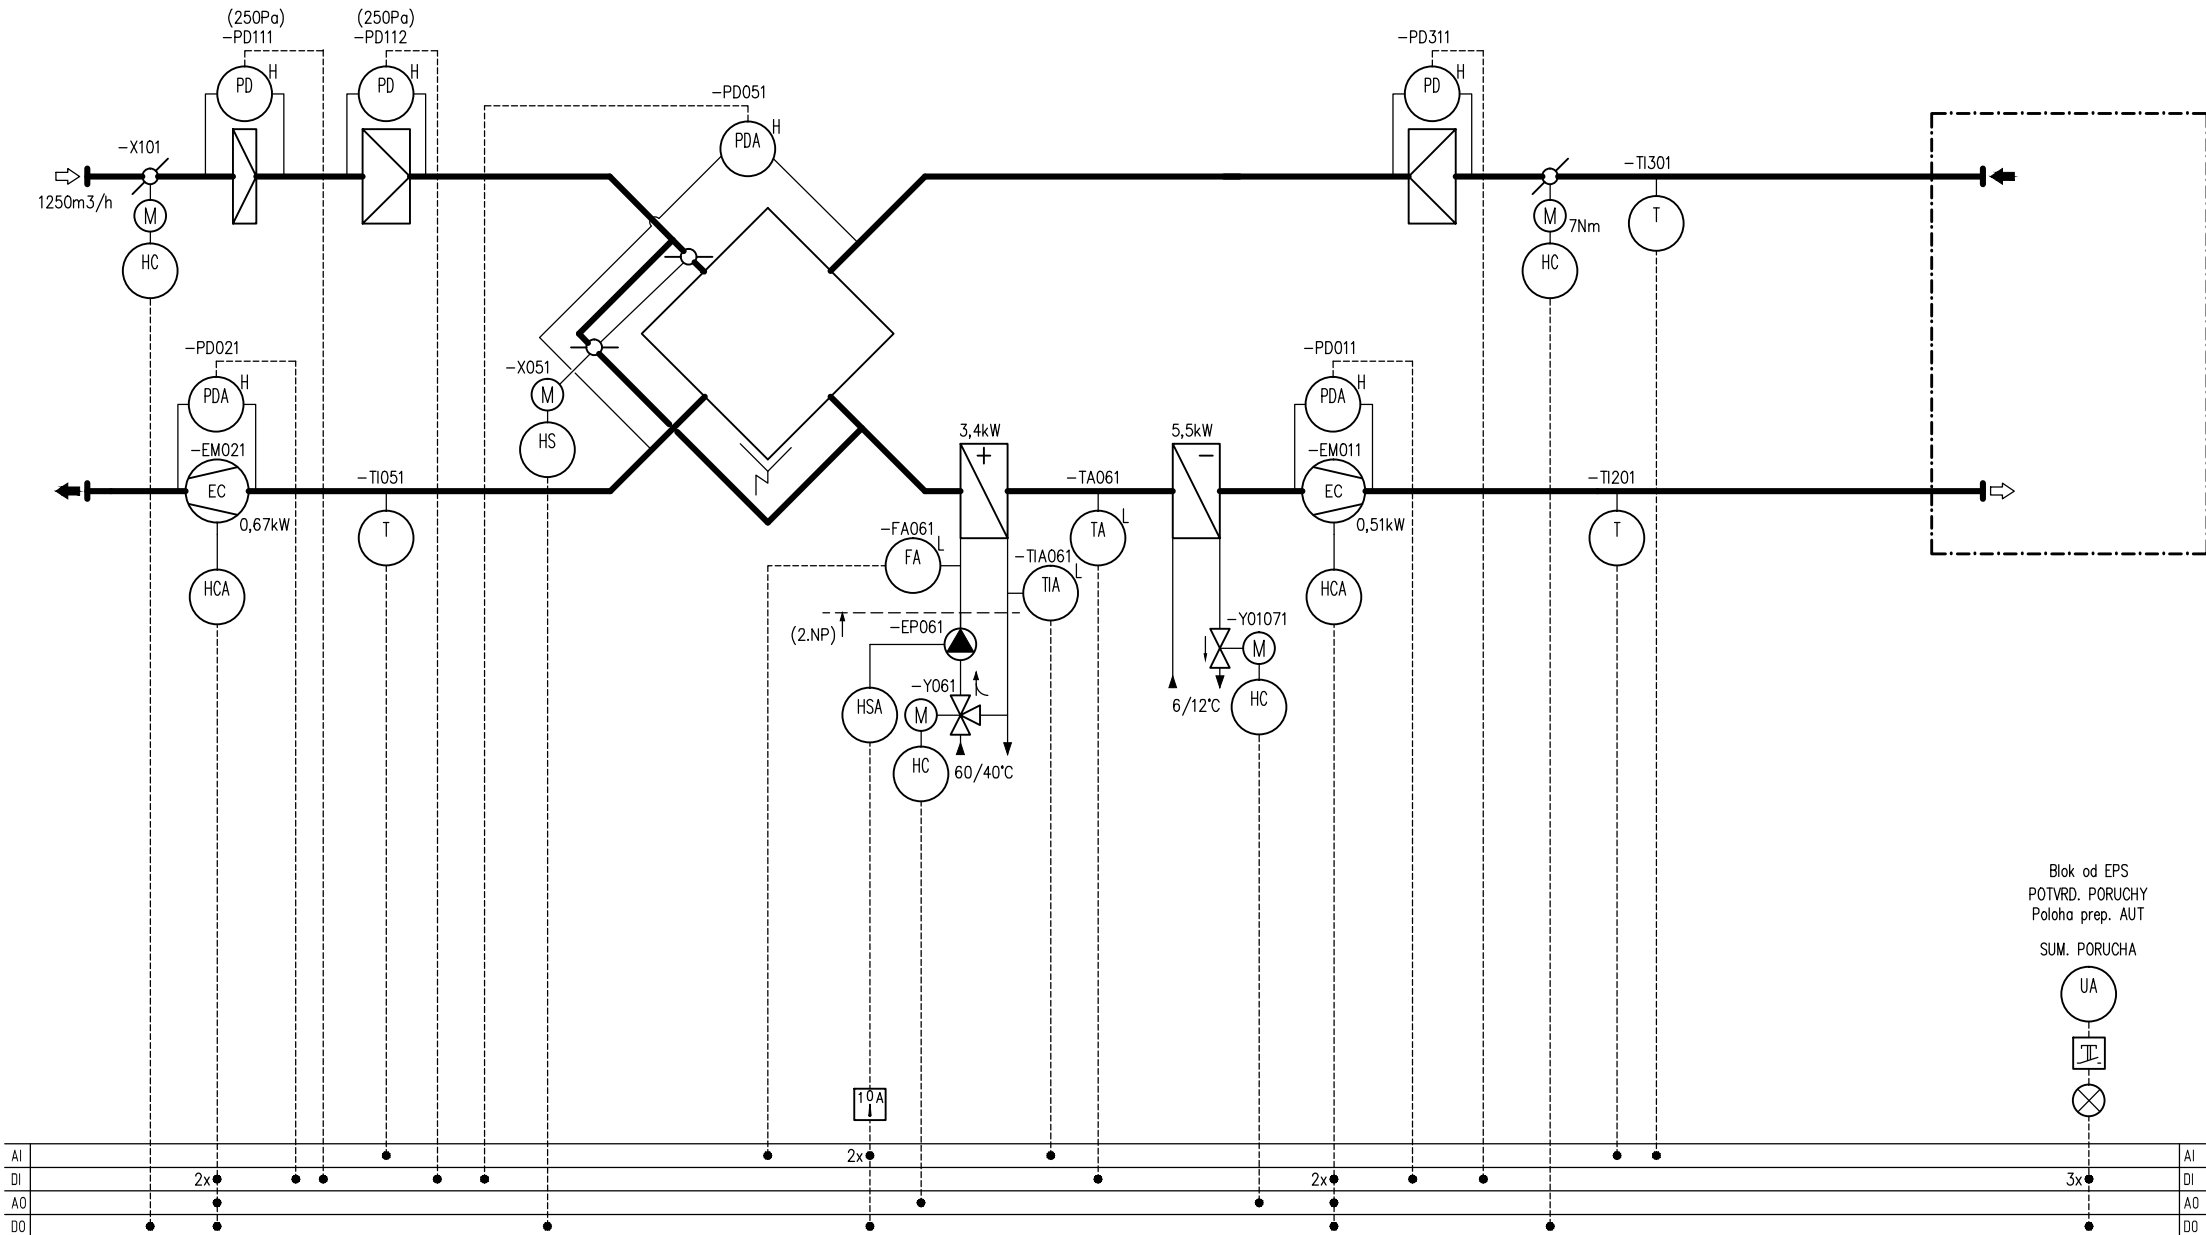 (250Pa)
-PD111
PD
H
(250Pa)
-PD112
PD
H
-PD051
PDA
H
-PD311
PD
H
-X101
1250m3/h
M
HC
-TI301
T
M
7Nm
HC
-PD021
PDA
H
-EM021
EC
0,67kW
HCA
-TI051
T
-X051
M
HS
3,4kW
+
-TA061
TA
L
5,5kW
-
-PD011
PDA
H
-EM011
EC
0,51kW
HCA
-TI201
T
-FA061
FA
L
-TIA061
TIA
L
(2.NP)
-EP061
HSA
-Y061
M
HC
60/40°C
-Y01071
M
HC
6/12°C
Blok od EPS
POTVRD. PORUCHY
Poloha prep. AUT
SUM. PORUCHA
UA
1 0 A
AI
2x
AI
DI
2x
2x
3x
DI
AO
AO
DO
DO